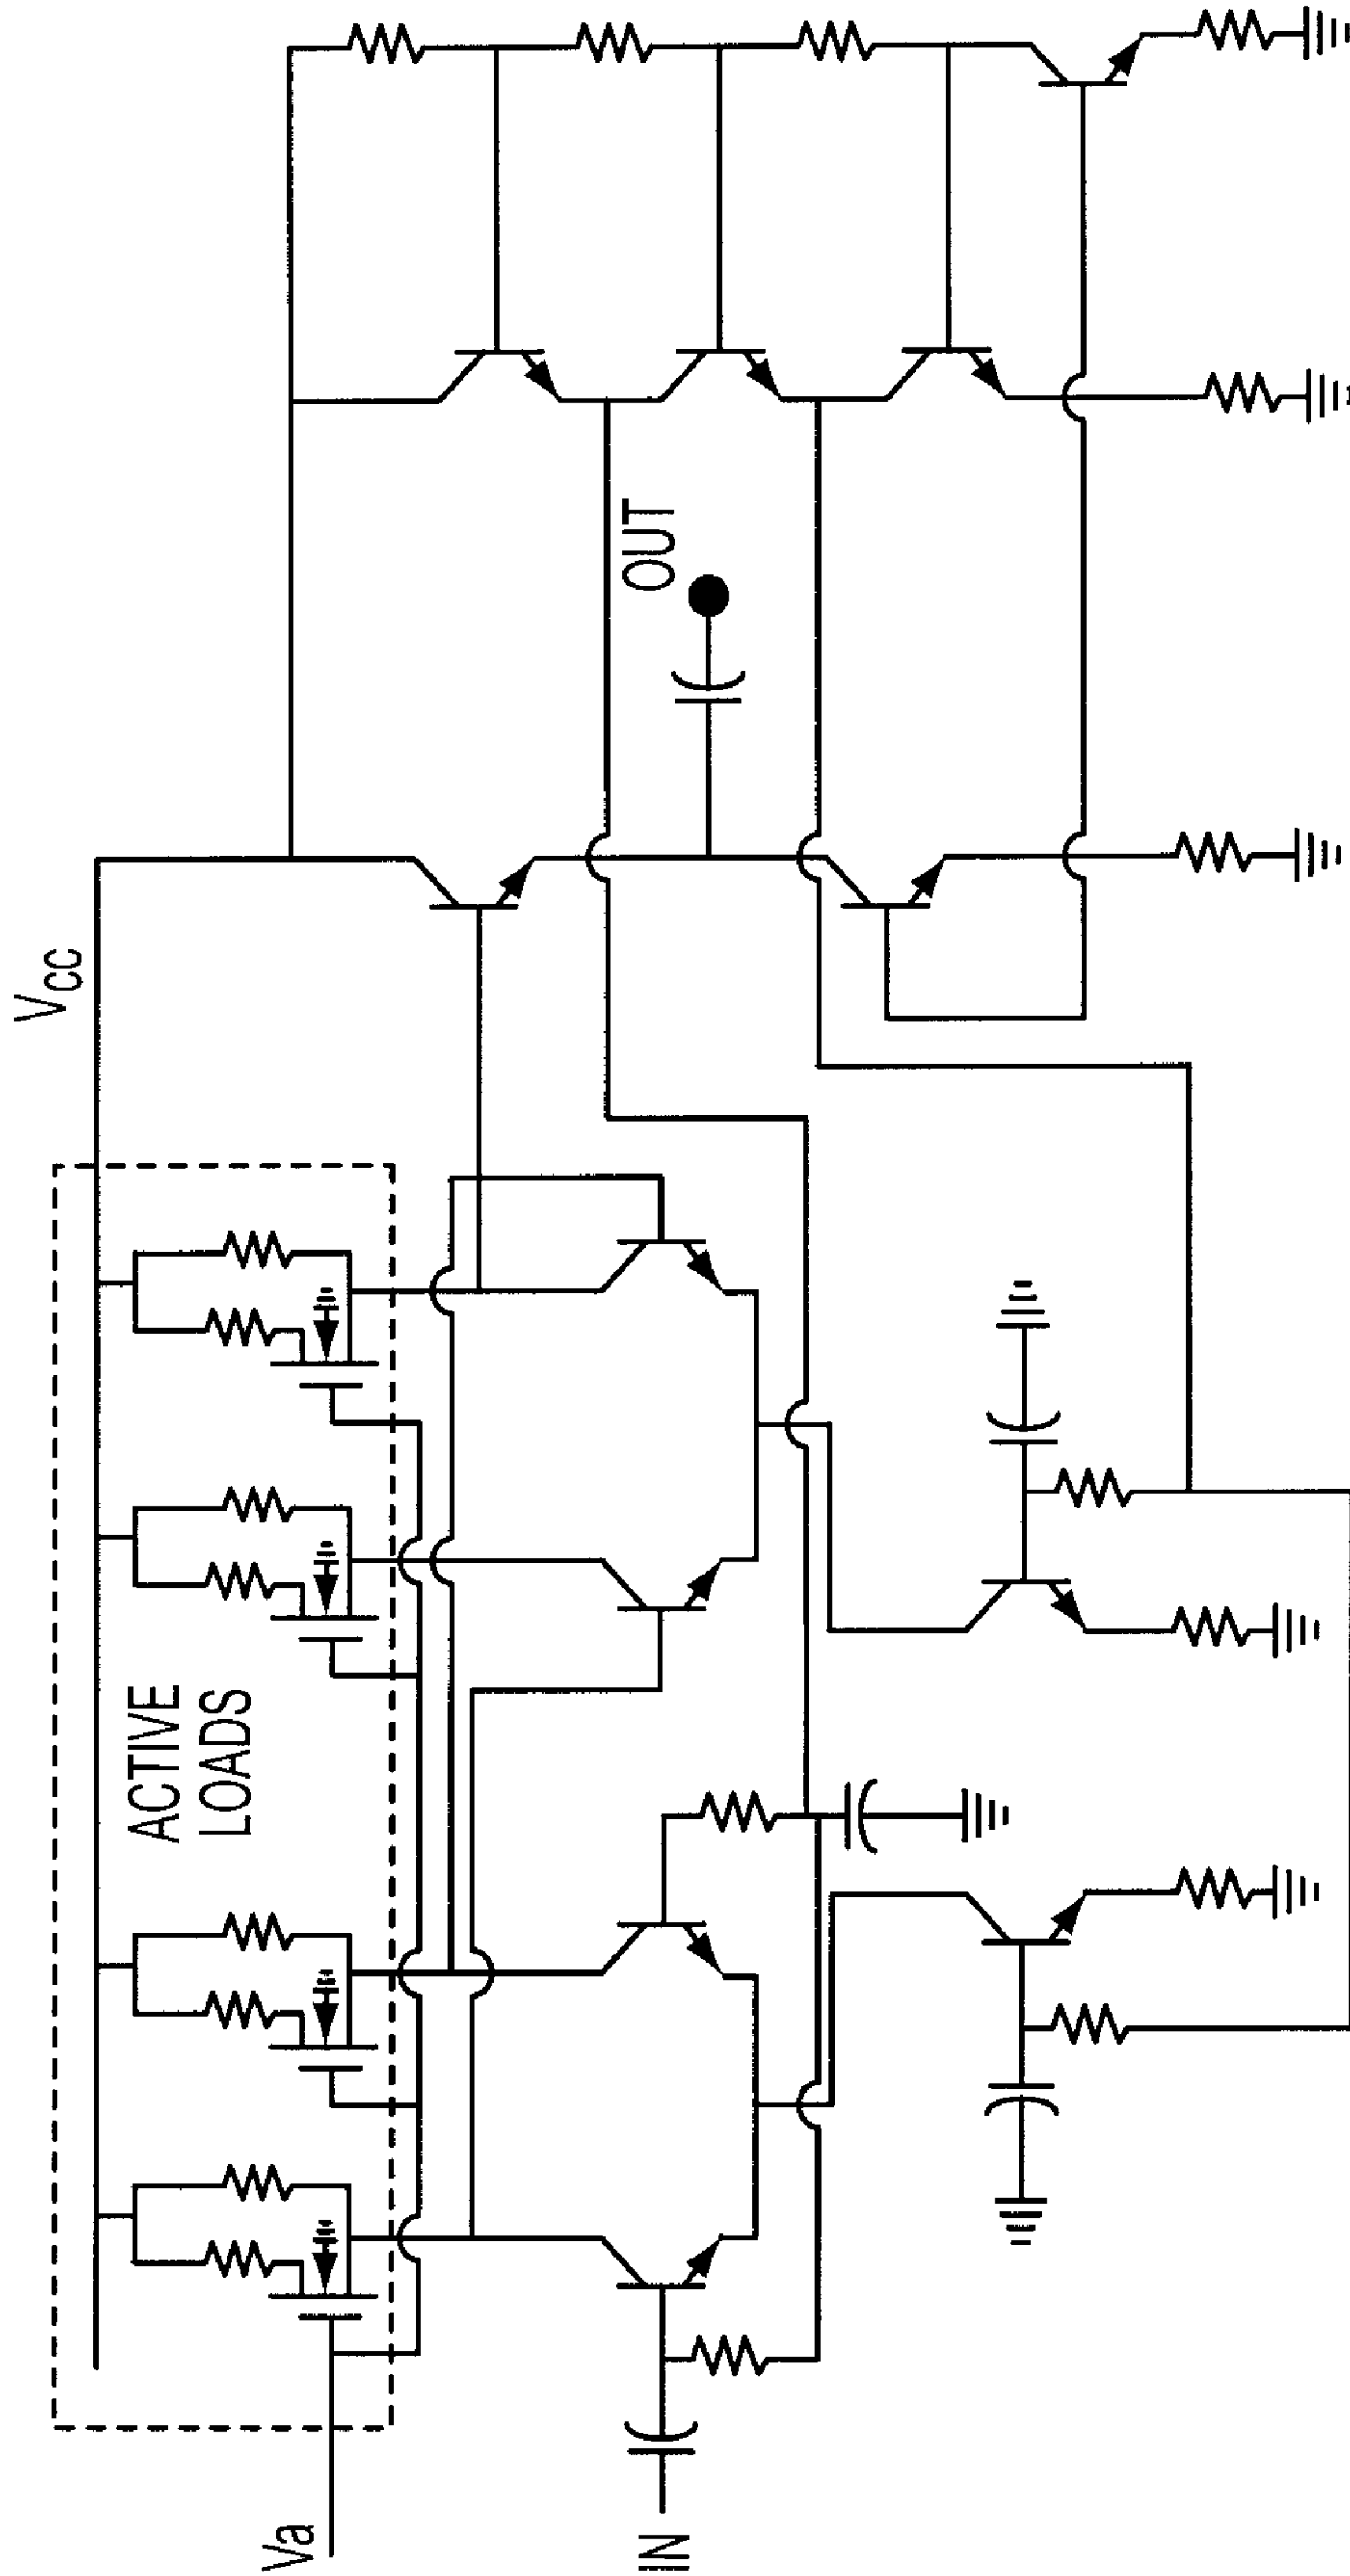 Va
IN
ACTIVE
LOADS
VCC
OUT